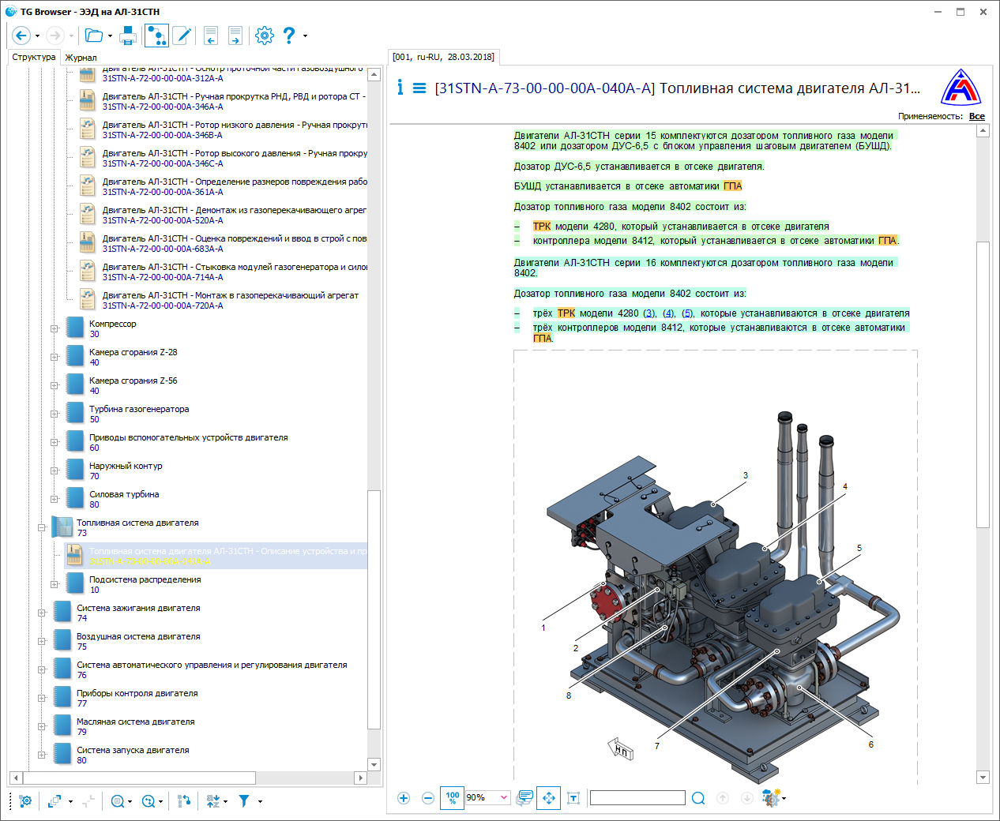 TG Browser - ЭЭД на АЛ-31СТН
Структура
Журнал
Двигатель АЛ-31СТН - Осмотр проточной части газовоздушного
31STN-A-72-00-00-00A-312A-A
Двигатель АЛ-31СТН - Ручная прокрутка РНД, РВД и ротора СТ -
31STN-A-72-00-00-00A-346A-A
Двигатель АЛ-31СТН - Ротор низкого давления - Ручная прокрут
31STN-A-72-00-00-00A-346B-A
Двигатель АЛ-31СТН - Ротор высокого давления - Ручная прокру
31STN-A-72-00-00-00A-346C-A
Двигатель АЛ-31СТН - Определение размеров повреждения рабо
31STN-A-72-00-00-00A-361A-A
Двигатель АЛ-31СТН - Демонтаж из газоперекачивающего агрег
31STN-A-72-00-00-00A-520A-A
Двигатель АЛ-31СТН - Оценка повреждений и ввод в строй с пов
31STN-A-72-00-00-00A-683A-A
Двигатель АЛ-31СТН - Стыковка модулей газогенератора и сило
31STN-A-72-00-00-00A-714A-A
Двигатель АЛ-31СТН - Монтаж в газоперекачивающий агрегат
31STN-A-72-00-00-00A-720A-A
Компрессор
30
Камера сгорания Z-28
40
Камера сгорания Z-56
40
Турбина газогенератора
50
Приводы вспомогательных устройств двигателя
60
Наружный контур
70
Силовая турбина
80
Топливная система двигателя
73
Топливная система двигателя АЛ-31СТН - Описание устройства и пр
Подсистема распределения
10
Система зажигания двигателя
74
Воздушная система двигателя
75
Система автоматического управления и регулирования двигателя
76
Приборы контроля двигателя
77
Масляная система двигателя
79
Система запуска двигателя
80
[001, ru-RU, 28.03.2018]
[31STN-A-73-00-00-00A-040A-A] Топливная система двигателя АЛ-31...
Применяемость: Все
Двигатели АЛ-31СТН серии 15 комплектуются дозатором топливного газа модели
8402 или дозатором ДУС-6,5 с блоком управления шаговым двигателем (БУШД).
Дозатор ДУС-6,5 устанавливается в отсеке двигателя.
БУШД устанавливается в отсеке автоматики ГПА
Дозатор топливного газа модели 8402 состоит из:
– ТРК модели 4280, который устанавливается в отсеке двигателя
– контроллера модели 8412, который устанавливается в отсеке автоматики ГПА.
Двигатели АЛ-31СТН серии 16 комплектуются дозатором топливного газа модели
8402.
Дозатор топливного газа модели 8402 состоит из:
– трёх ТРК модели 4280 (3), (4), (5), которые устанавливаются в отсеке двигателя
– трёх контроллеров модели 8412, которые устанавливаются в отсеке автоматики
ГПА.
3
4
5
1
2
8
7
6
НП
100
%
90%